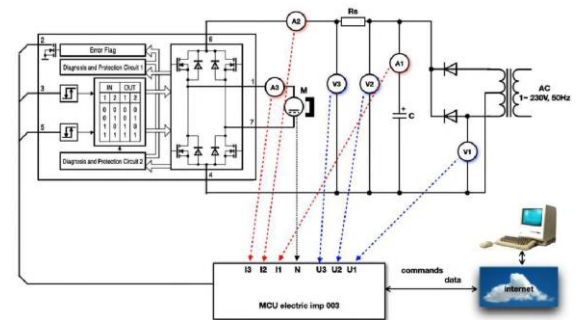 2
Error Flag
Diagnosis and Protection Circuit 1
3
IN OUT
1 2 1 2
0 0 0 0
0 1 0 1
1 0 1 0
1 1 1 1
5
Diagnosis and Protection Circuit 2
6
1
7
4
A2
Rs
A3
M
V3
V2
A1
C
+
V1
AC
1~ 230V, 50Hz
I3 I2 I1 N U3 U2 U1
MCU electric imp 003
commands
data
internet